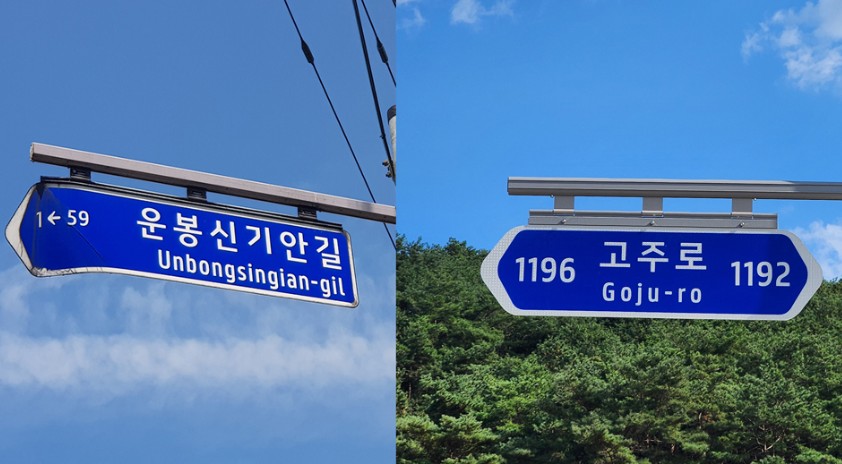 1←59 운봉신기안길
Unbongsingian-gil
1196 고주로 1192
Goju-ro